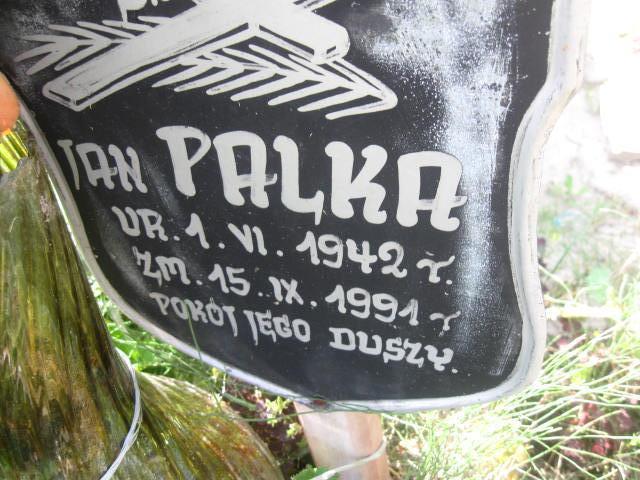 JAN PALKA
UR. 1. VI. 1942 r.
ZM. 15. IX. 1991 r
POKÓJ JEGO DUSZY.